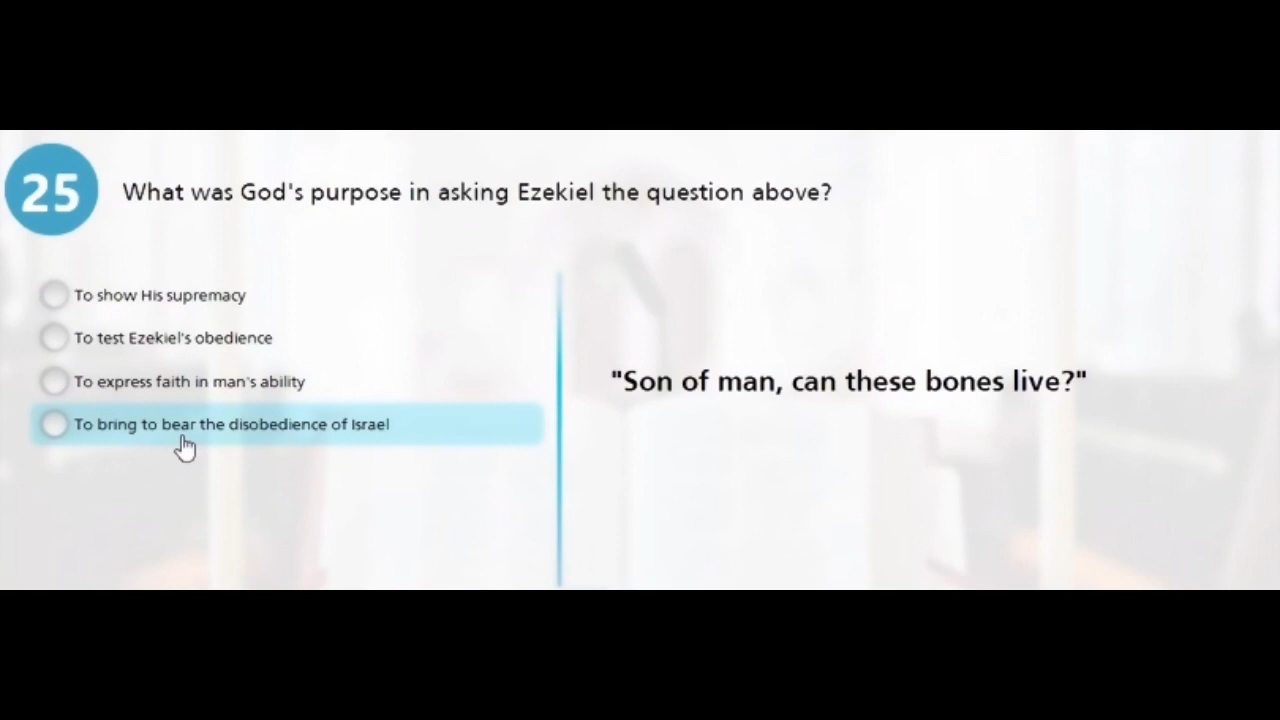 25
What was God's purpose in asking Ezekiel the question above?
To show His supremacy
To test Ezekiel's obedience
To express faith in man's ability
To bring to bear the disobedience of Israel
"Son of man, can these bones live?"